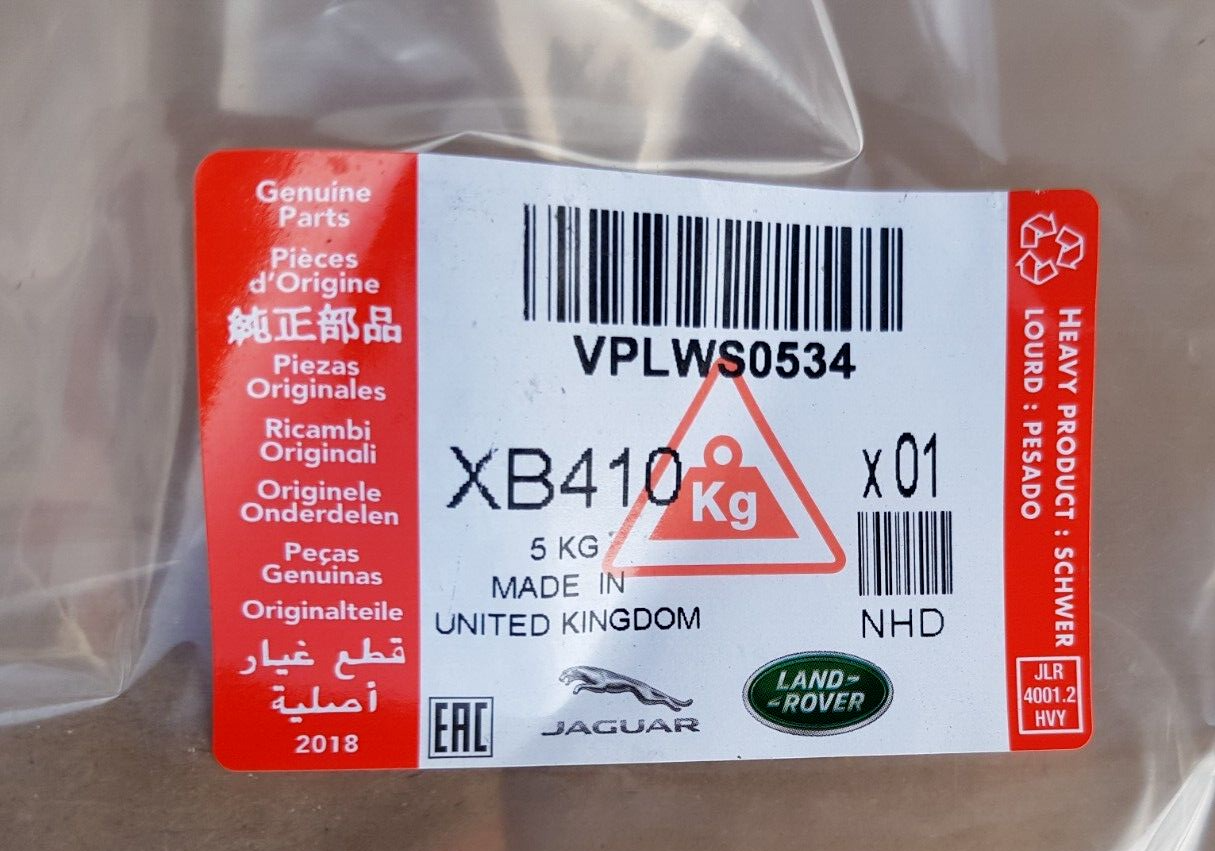 Genuine
Parts
Pièces
d'Origine
純正部品
Piezas
Originales
Ricambi
Originali
Originele
Onderdelen
Peças
Genuinas
Originalteile
قطع غيار
أصلية
2018
VPLWS0534
XB410
Kg
x01
5 KG
MADE IN
UNITED KINGDOM
NHD
EAC
JAGUAR
LAND-
-ROVER
HEAVY PRODUCT : SCHWER
LOURD : PESADO
JLR
4001.2
HVY